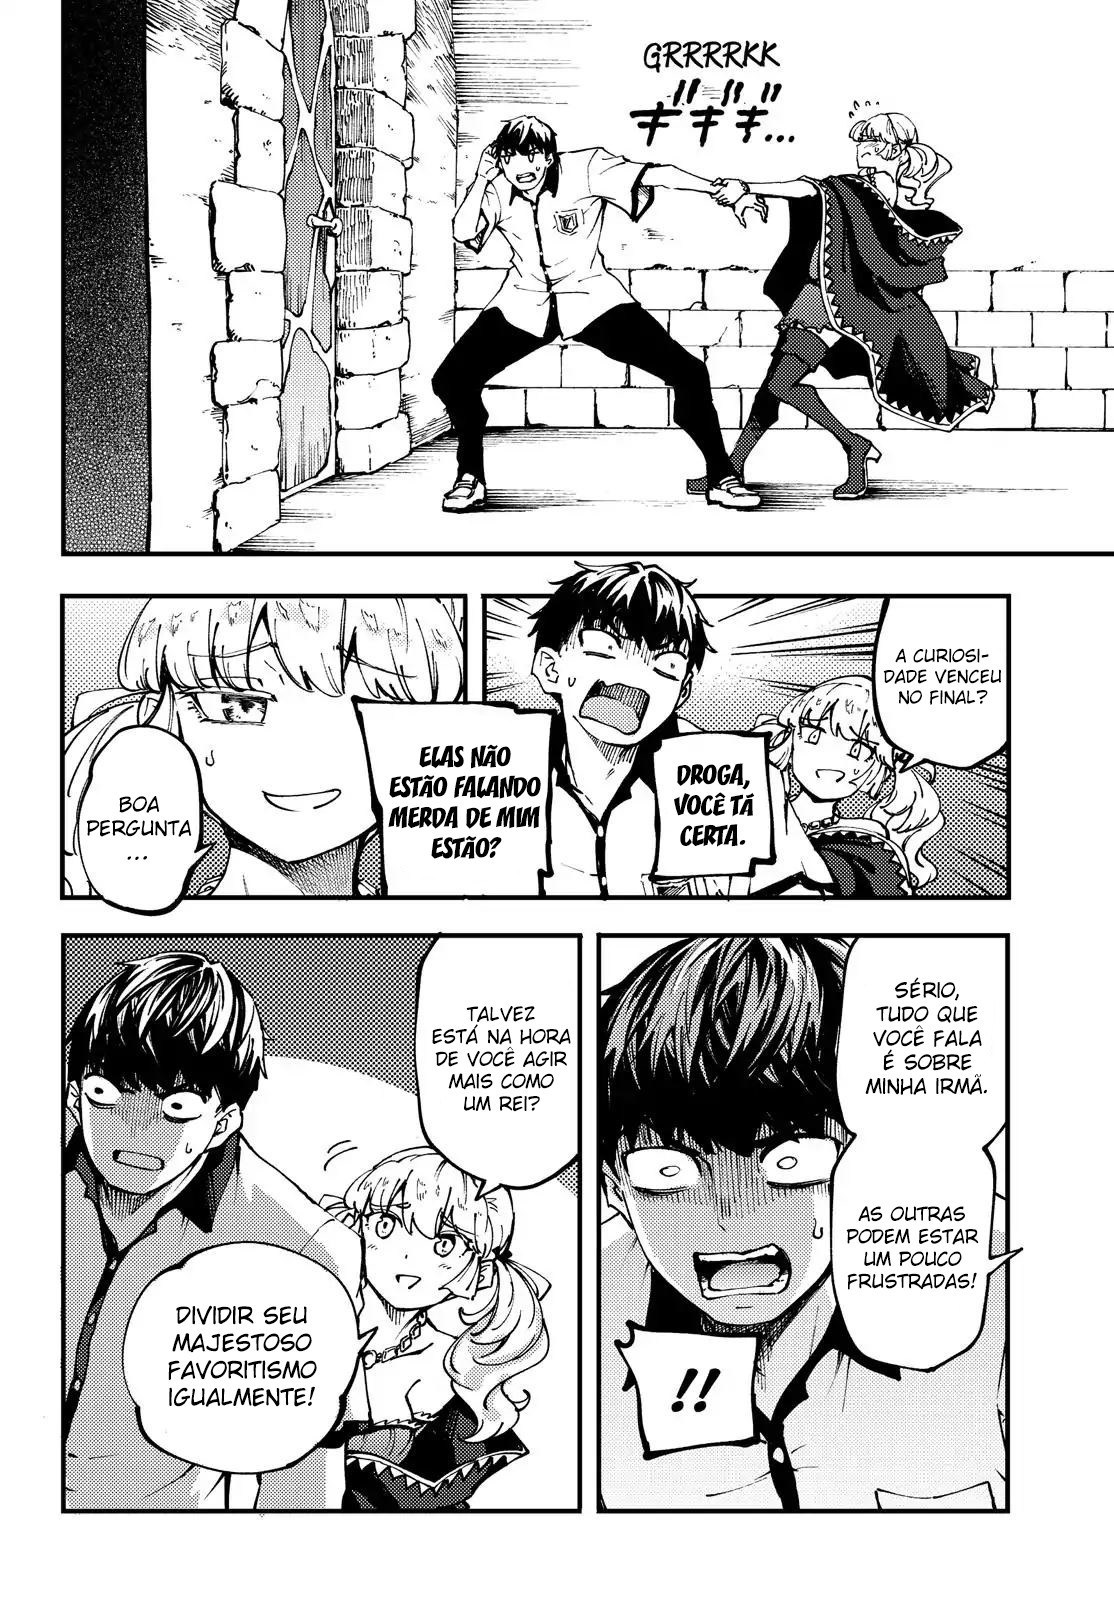 GRRRRKK
ギギギ...
A CURIOSI-
DADE VENCEU
NO FINAL?
DROGA,
VOCÊ TÁ
CERTA.
ELAS NÃO
ESTÃO FALANDO
MERDA DE MIM
ESTÃO?
BOA
PERGUNTA
...
SÉRIO,
TUDO QUE
VOCÊ FALA
É SOBRE
MINHA IRMÃ.
AS OUTRAS
PODEM ESTAR
UM POUCO
FRUSTRADAS!
!!
TALVEZ
ESTÁ NA HORA
DE VOCÊ AGIR
MAIS COMO
UM REI?
DIVIDIR SEU
MAJESTOSO
FAVORITISMO
IGUALMENTE!